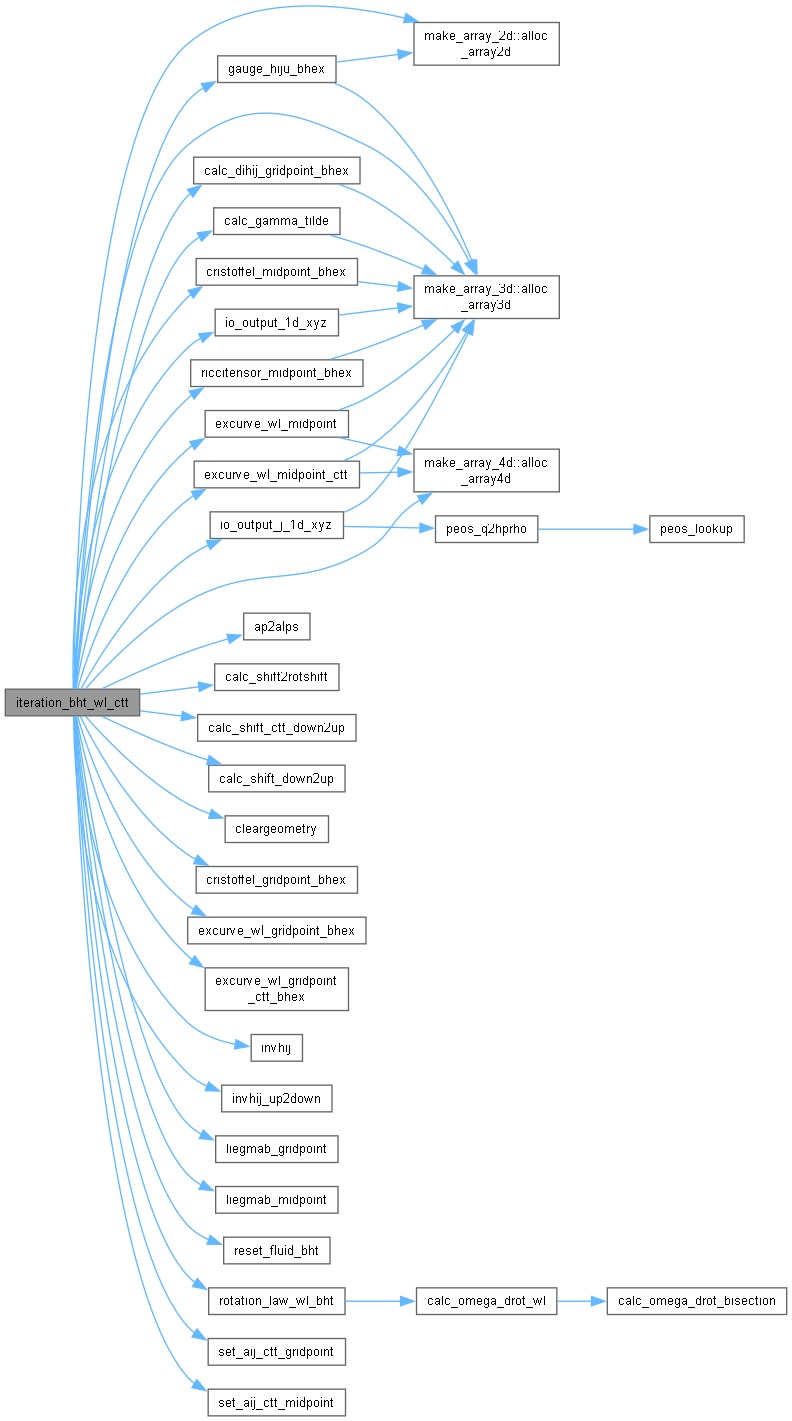 make_array_2d::alloc
_array2d
gauge_hiju_bhex
calc_dihij_gridpoint_bhex
calc_gamma_tilde
cristoffel_midpoint_bhex
make_array_3d::alloc
_array3d
io_output_1d_xyz
riccitensor_midpoint_bhex
excurve_wl_midpoint
make_array_4d::alloc
_array4d
excurve_wl_midpoint_ctt
io_output_j_1d_xyz
peos_q2hprho
peos_lookup
ap2alps
calc_shift2rotshift
iteration_bht_wl_ctt
calc_shift_ctt_down2up
calc_shift_down2up
cleargeometry
cristoffel_gridpoint_bhex
excurve_wl_gridpoint_bhex
excurve_wl_gridpoint
_ctt_bhex
invhij
invhij_up2down
liegmab_gridpoint
liegmab_midpoint
reset_fluid_bht
rotation_law_wl_bht
calc_omega_drot_wl
calc_omega_drot_bisection
set_aij_ctt_gridpoint
set_aij_ctt_midpoint